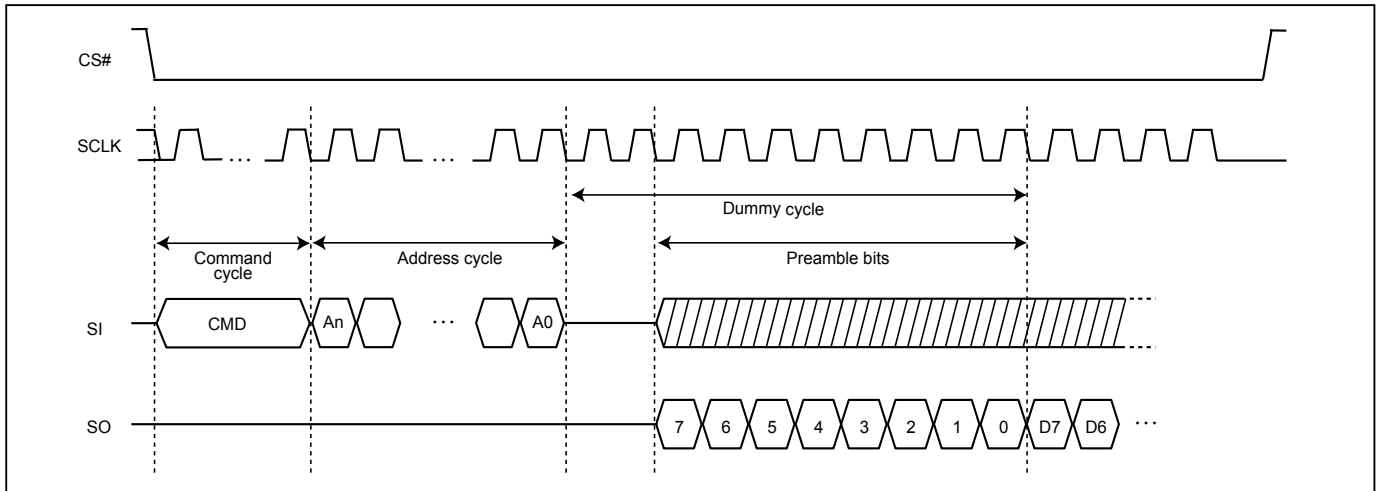 CS#
SCLK
...
...
Dummy cycle
Command
cycle
Address cycle
Preamble bits
SI
CMD
An
...
A0
SO
7
6
5
4
3
2
1
0
D7
D6
...